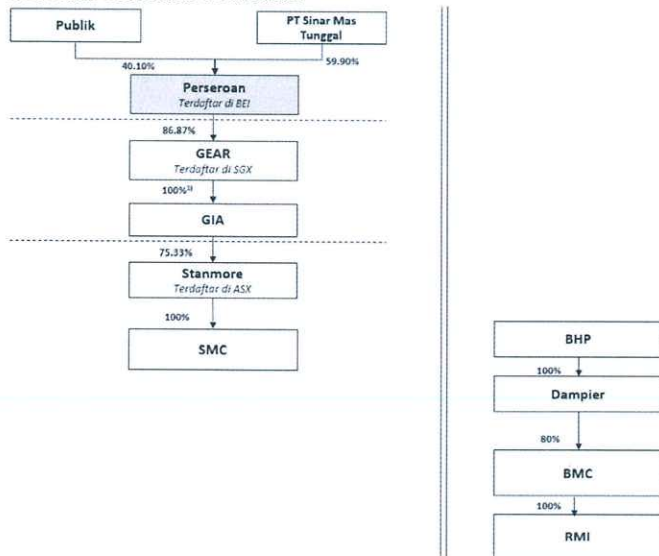 Publik
PT Sinar Mas
Tunggal
40.10%
59.90%
Perseroan
Terdaftar di BEI
86.87%
GEAR
Terdaftar di SGX
100%¹⁾
GIA
75.33%
Stanmore
Terdaftar di ASX
100%
SMC
BHP
100%
Dampier
80%
BMC
100%
RMI